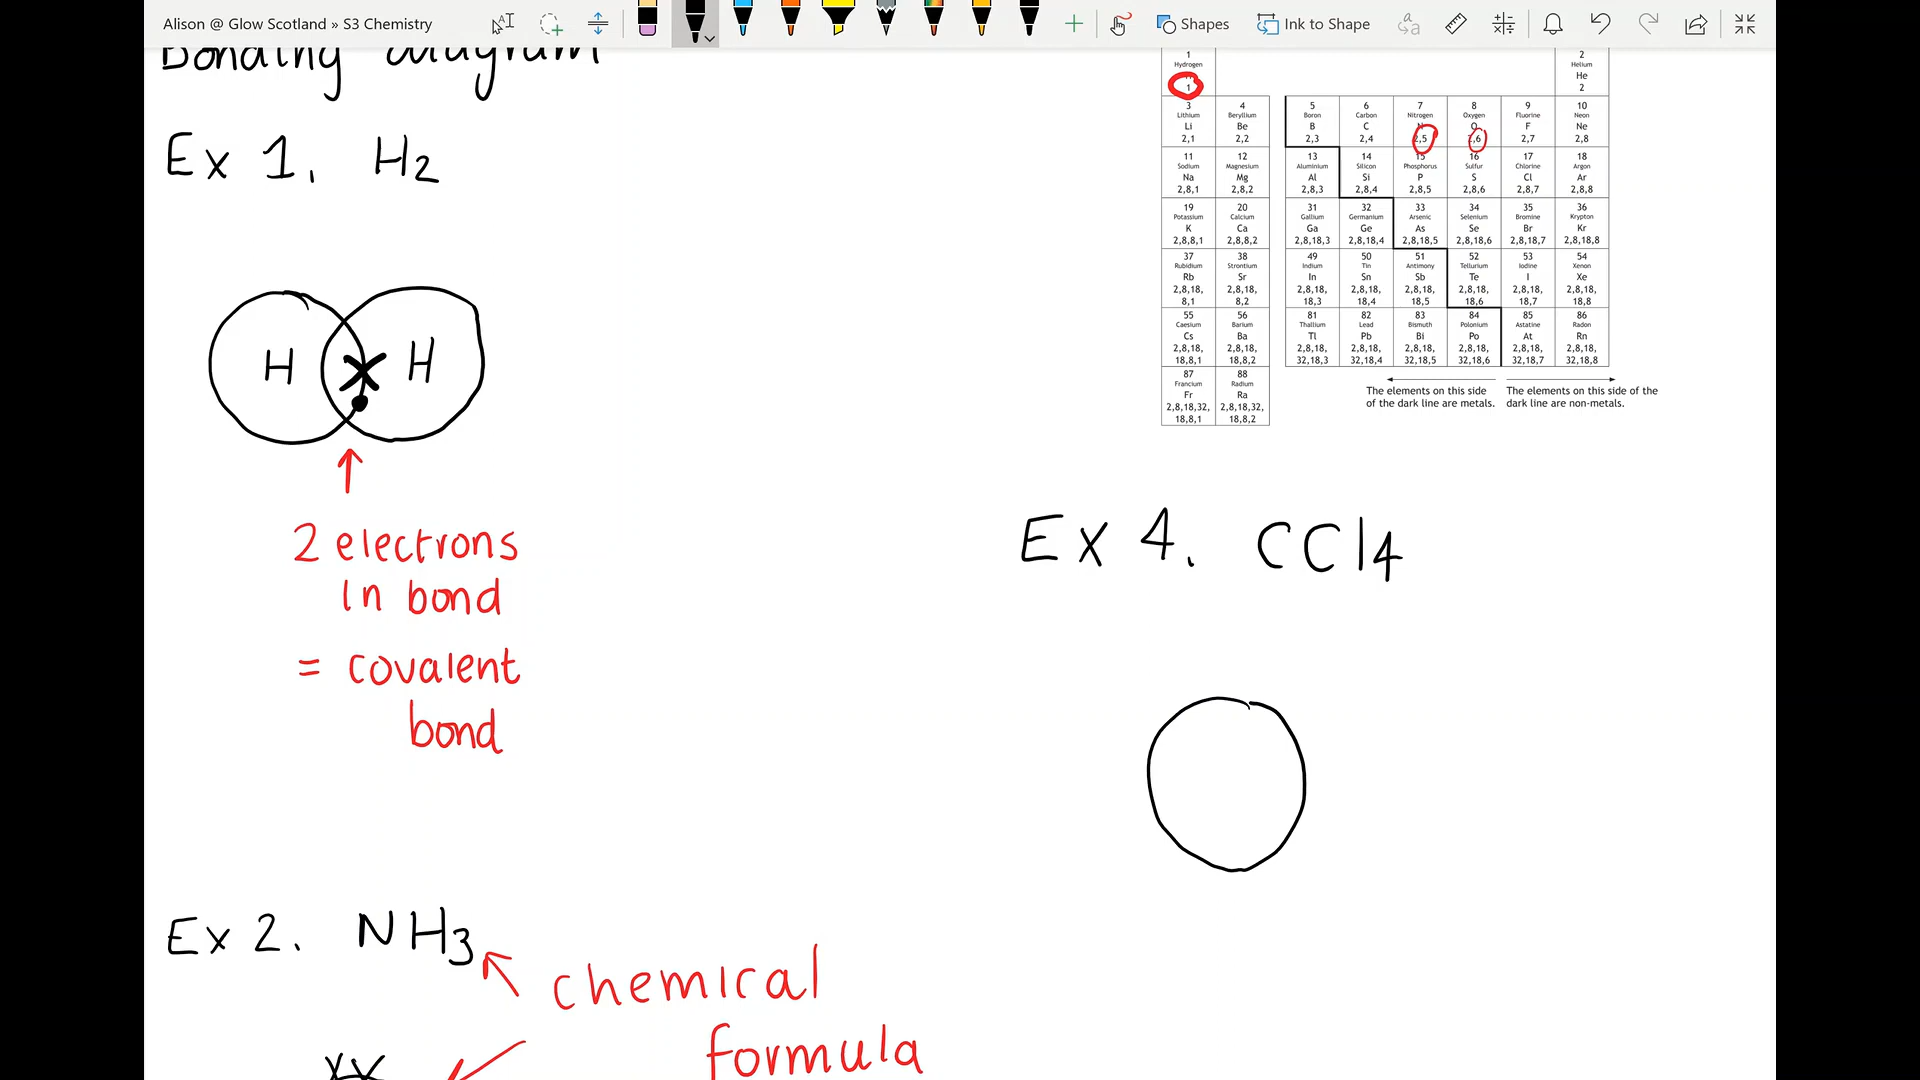 Alison @ Glow Scotland » S3 Chemistry
Shapes
Ink to Shape
Bonding diagram
Ex 1. H2
H H
2 electrons
in bond
= covalent
bond
Ex 2. NH3
chemical
formula
Ex 4. CCl4
1 2
Hydrogen Helium
He
1 2
3 4 5 6 7 8 9 10
Lithium Beryllium Boron Carbon Nitrogen Oxygen Fluorine Neon
Li Be B C N O F Ne
2,1 2,2 2,3 2,4 2,5 2,6 2,7 2,8
11 12 13 14 15 16 17 18
Sodium Magnesium Aluminium Silicon Phosphorus Sulfur Chlorine Argon
Na Mg Al Si P S Cl Ar
2,8,1 2,8,2 2,8,3 2,8,4 2,8,5 2,8,6 2,8,7 2,8,8
19 20 31 32 33 34 35 36
Potassium Calcium Gallium Germanium Arsenic Selenium Bromine Krypton
K Ca Ga Ge As Se Br Kr
2,8,8,1 2,8,8,2 2,8,18,3 2,8,18,4 2,8,18,5 2,8,18,6 2,8,18,7 2,8,18,8
37 38 49 50 51 52 53 54
Rubidium Strontium Indium Tin Antimony Tellurium Iodine Xenon
Rb Sr In Sn Sb Te I Xe
2,8,18, 2,8,18, 2,8,18, 2,8,18, 2,8,18, 2,8,18, 2,8,18, 2,8,18,
8,1 8,2 18,3 18,4 18,5 18,6 18,7 18,8
55 56 81 82 83 84 85 86
Caesium Barium Thallium Lead Bismuth Polonium Astatine Radon
Cs Ba Tl Pb Bi Po At Rn
2,8,18, 2,8,18, 2,8,18, 2,8,18, 2,8,18, 2,8,18, 2,8,18, 2,8,18,
18,8,1 18,8,2 32,18,3 32,18,4 32,18,5 32,18,6 32,18,7 32,18,8
87 88
Francium Radium
Fr Ra
2,8,18,32, 2,8,18,32,
18,8,1 18,8,2
The elements on this side
of the dark line are metals.
The elements on this side of the
dark line are non-metals.